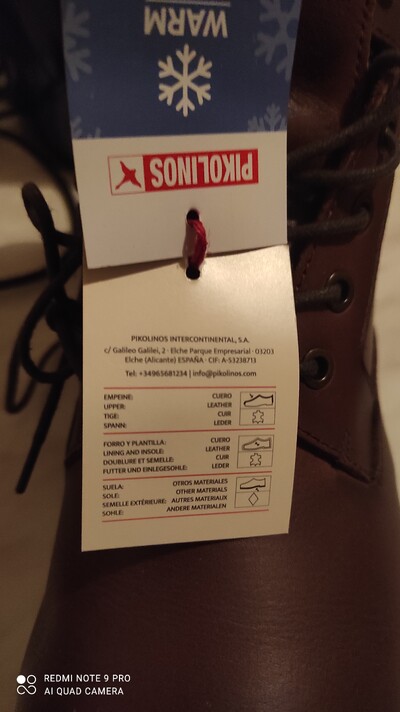 WARM
PIKOLINOS
PIKOLINOS INTERCONTINENTAL, S.A.
c/ Galileo Galilei, 2 · Elche Parque Empresarial · 03203
Elche (Alicante) ESPAÑA · CIF: A-53238713
Tel: +34965681234 | info@pikolinos.com
EMPEINE: CUERO
UPPER: LEATHER
TIGE: CUIR
SPANN: LEDER
FORRO Y PLANTILLA: CUERO
LINING AND INSOLE: LEATHER
DOUBLURE ET SEMELLE: CUIR
FUTTER UND EINLEGESOHLE: LEDER
SUELA: OTROS MATERIALES
SOLE: OTHER MATERIALS
SEMELLE EXTÉRIEURE: AUTRES MATERIAUX
SOHLE: ANDERE MATERIALEN
REDMI NOTE 9 PRO
AI QUAD CAMERA